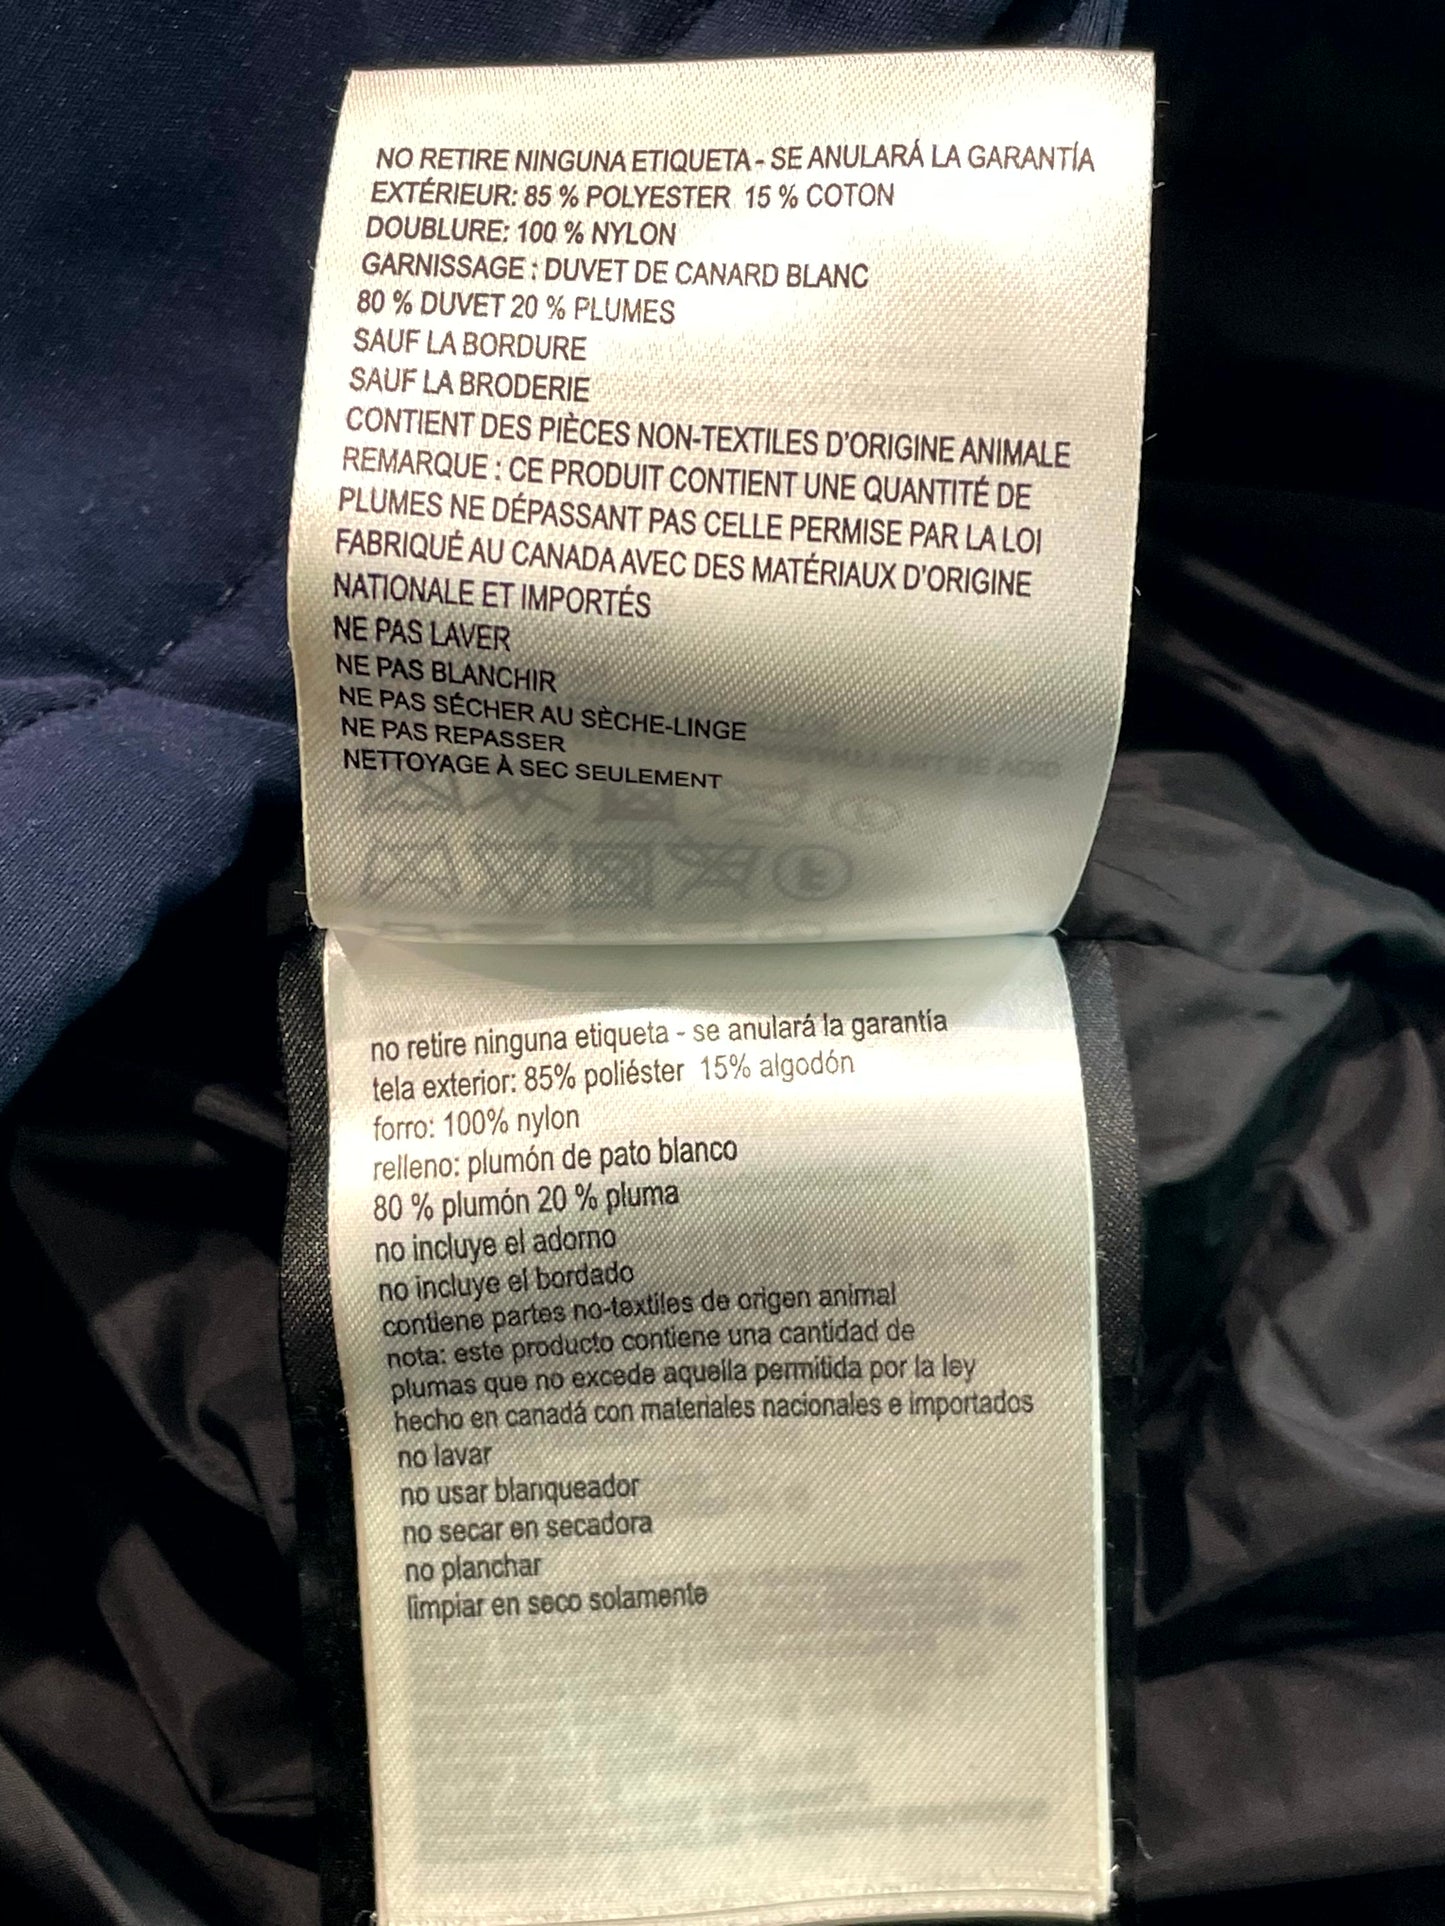 NO RETIRE NINGUNA ETIQUETA - SE ANULARÁ LA GARANTÍA
EXTÉRIEUR: 85 % POLYESTER 15 % COTON
DOUBLURE: 100 % NYLON
GARNISSAGE : DUVET DE CANARD BLANC
80 % DUVET 20 % PLUMES
SAUF LA BORDURE
SAUF LA BRODERIE
CONTIENT DES PIÈCES NON-TEXTILES D'ORIGINE ANIMALE
REMARQUE : CE PRODUIT CONTIENT UNE QUANTITÉ DE
PLUMES NE DÉPASSANT PAS CELLE PERMISE PAR LA LOI
FABRIQUÉ AU CANADA AVEC DES MATÉRIAUX D'ORIGINE
NATIONALE ET IMPORTÉS
NE PAS LAVER
NE PAS BLANCHIR
NE PAS SÉCHER AU SÈCHE-LINGE
NE PAS REPASSER
NETTOYAGE À SEC SEULEMENT
no retire ninguna etiqueta - se anulará la garantía
tela exterior: 85% poliéster 15% algodón
forro: 100% nylon
relleno: plumón de pato blanco
80 % plumón 20 % pluma
no incluye el adorno
no incluye el bordado
contiene partes no-textiles de origen animal
nota: este producto contiene una cantidad de
plumas que no excede aquella permitida por la ley
hecho en canadá con materiales nacionales e importados
no lavar
no usar blanqueador
no secar en secadora
no planchar
limpiar en seco solamente